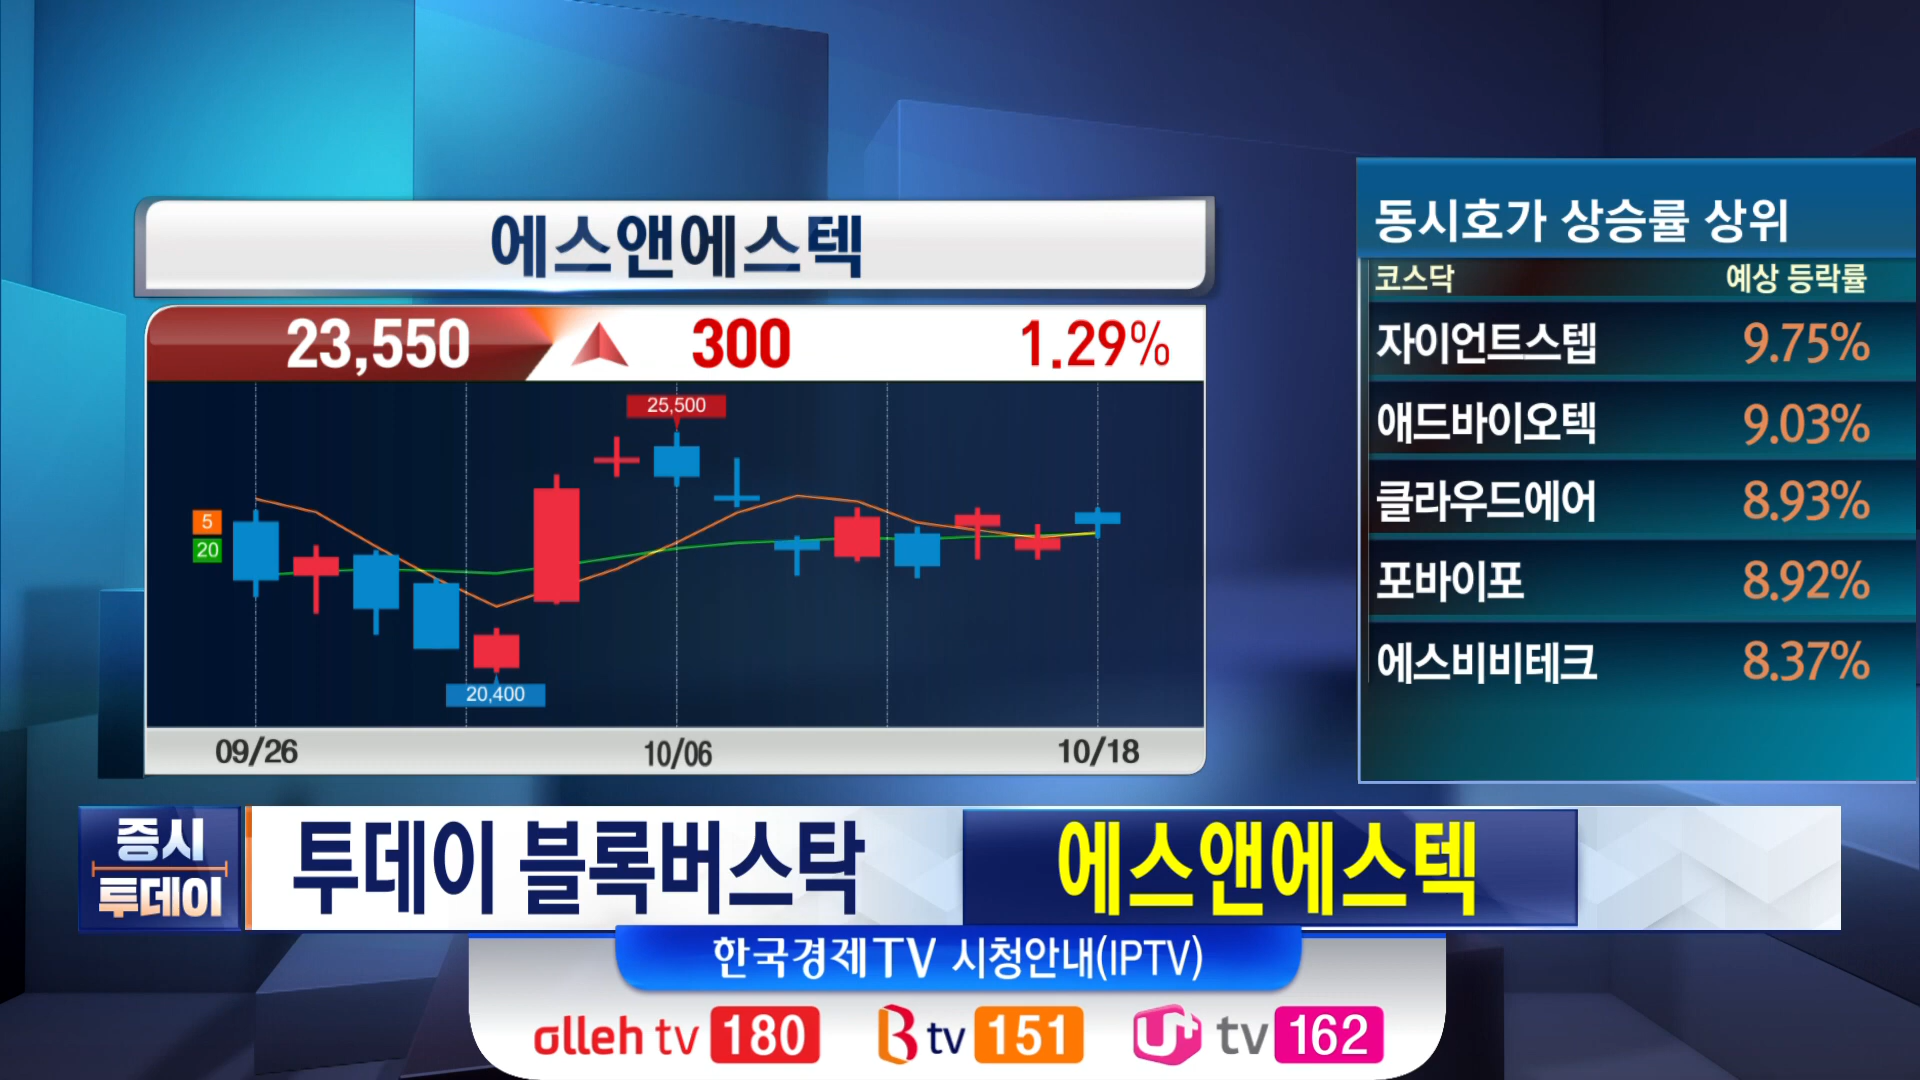 에스앤에스텍
23,550 300 1.29%
25,500
5
20
20,400
09/26 10/06 10/18
동시호가 상승률 상위
코스닥 예상 등락률
자이언트스텝 9.75%
애드바이오텍 9.03%
클라우드에어 8.93%
포바이포 8.92%
에스비비테크 8.37%
증시
투데이
투데이 블록버스탁 에스앤에스텍
한국경제TV 시청안내(IPTV)
olleh tv 180 B tv 151 U+ tv 162